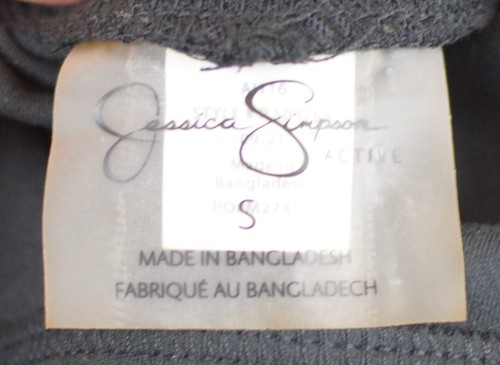 Jessica Simpson
ACTIVE
Made in
Bangladesh
S
MADE IN BANGLADESH
FABRIQUÉ AU BANGLADECH